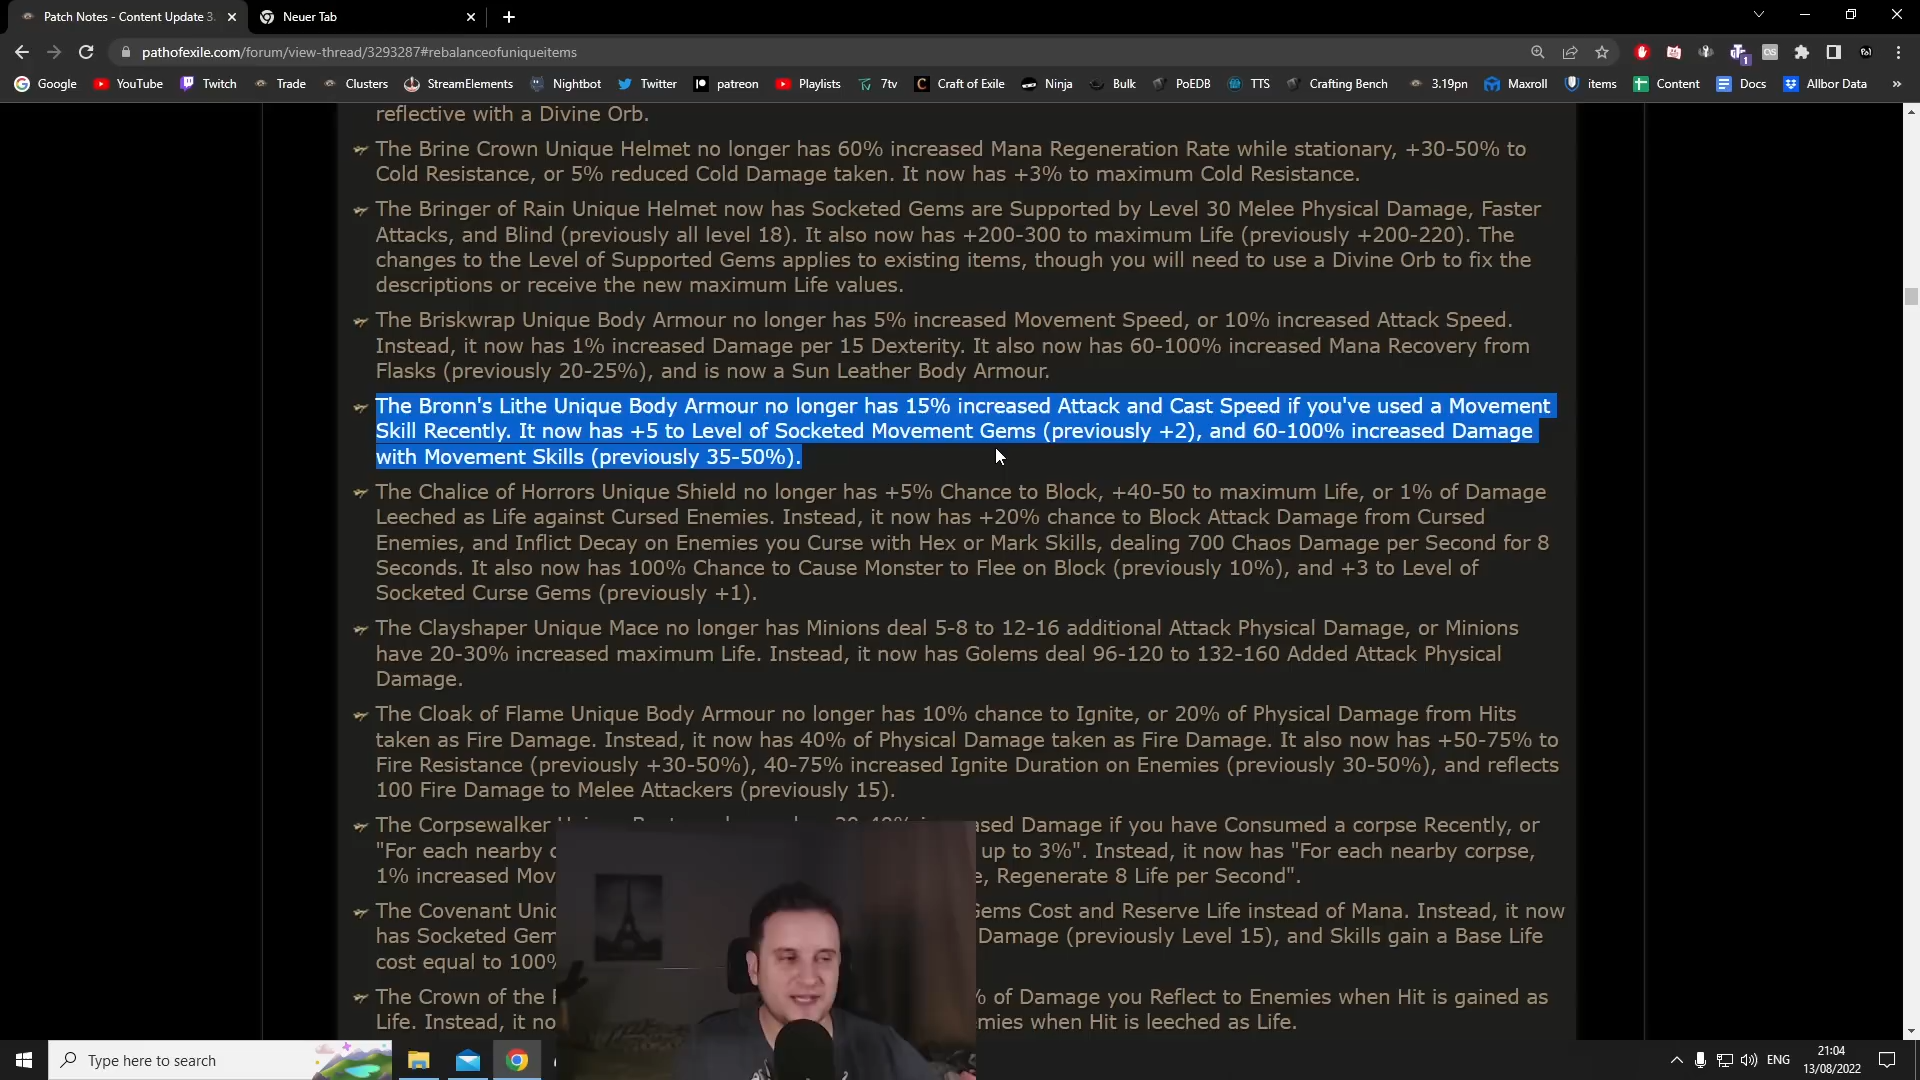 Patch Notes - Content Update 3.
Neuer Tab
pathofexile.com/forum/view-thread/3293287#rebalanceofuniqueitems
Google YouTube Twitch Trade Clusters StreamElements Nightbot Twitter patreon Playlists 7tv Craft of Exile Ninja Bulk PoEDB TTS Crafting Bench 3.19pn Maxroll items Content Docs Allbor Data »
reflective with a Divine Orb.
The Brine Crown Unique Helmet no longer has 60% increased Mana Regeneration Rate while stationary, +30-50% to
Cold Resistance, or 5% reduced Cold Damage taken. It now has +3% to maximum Cold Resistance.
The Bringer of Rain Unique Helmet now has Socketed Gems are Supported by Level 30 Melee Physical Damage, Faster
Attacks, and Blind (previously all level 18). It also now has +200-300 to maximum Life (previously +200-220). The
changes to the Level of Supported Gems applies to existing items, though you will need to use a Divine Orb to fix the
descriptions or receive the new maximum Life values.
The Briskwrap Unique Body Armour no longer has 5% increased Movement Speed, or 10% increased Attack Speed.
Instead, it now has 1% increased Damage per 15 Dexterity. It also now has 60-100% increased Mana Recovery from
Flasks (previously 20-25%), and is now a Sun Leather Body Armour.
The Bronn's Lithe Unique Body Armour no longer has 15% increased Attack and Cast Speed if you've used a Movement
Skill Recently. It now has +5 to Level of Socketed Movement Gems (previously +2), and 60-100% increased Damage
with Movement Skills (previously 35-50%).
The Chalice of Horrors Unique Shield no longer has +5% Chance to Block, +40-50 to maximum Life, or 1% of Damage
Leeched as Life against Cursed Enemies. Instead, it now has +20% chance to Block Attack Damage from Cursed
Enemies, and Inflict Decay on Enemies you Curse with Hex or Mark Skills, dealing 700 Chaos Damage per Second for 8
Seconds. It also now has 100% Chance to Cause Monster to Flee on Block (previously 10%), and +3 to Level of
Socketed Curse Gems (previously +1).
The Clayshaper Unique Mace no longer has Minions deal 5-8 to 12-16 additional Attack Physical Damage, or Minions
have 20-30% increased maximum Life. Instead, it now has Golems deal 96-120 to 132-160 Added Attack Physical
Damage.
The Cloak of Flame Unique Body Armour no longer has 10% chance to Ignite, or 20% of Physical Damage from Hits
taken as Fire Damage. Instead, it now has 40% of Physical Damage taken as Fire Damage. It also now has +50-75% to
Fire Resistance (previously +30-50%), 40-75% increased Ignite Duration on Enemies (previously 30-50%), and reflects
100 Fire Damage to Melee Attackers (previously 15).
The Corpsewalker ased Damage if you have Consumed a corpse Recently, or
"For each nearby up to 3%". Instead, it now has "For each nearby corpse,
1% increased Mov e, Regenerate 8 Life per Second".
The Covenant Uniq Gems Cost and Reserve Life instead of Mana. Instead, it now
has Socketed Gem Damage (previously Level 15), and Skills gain a Base Life
cost equal to 100%
The Crown of the % of Damage you Reflect to Enemies when Hit is gained as
Life. Instead, it no emies when Hit is leeched as Life.
Type here to search
ENG
21:04
13/08/2022